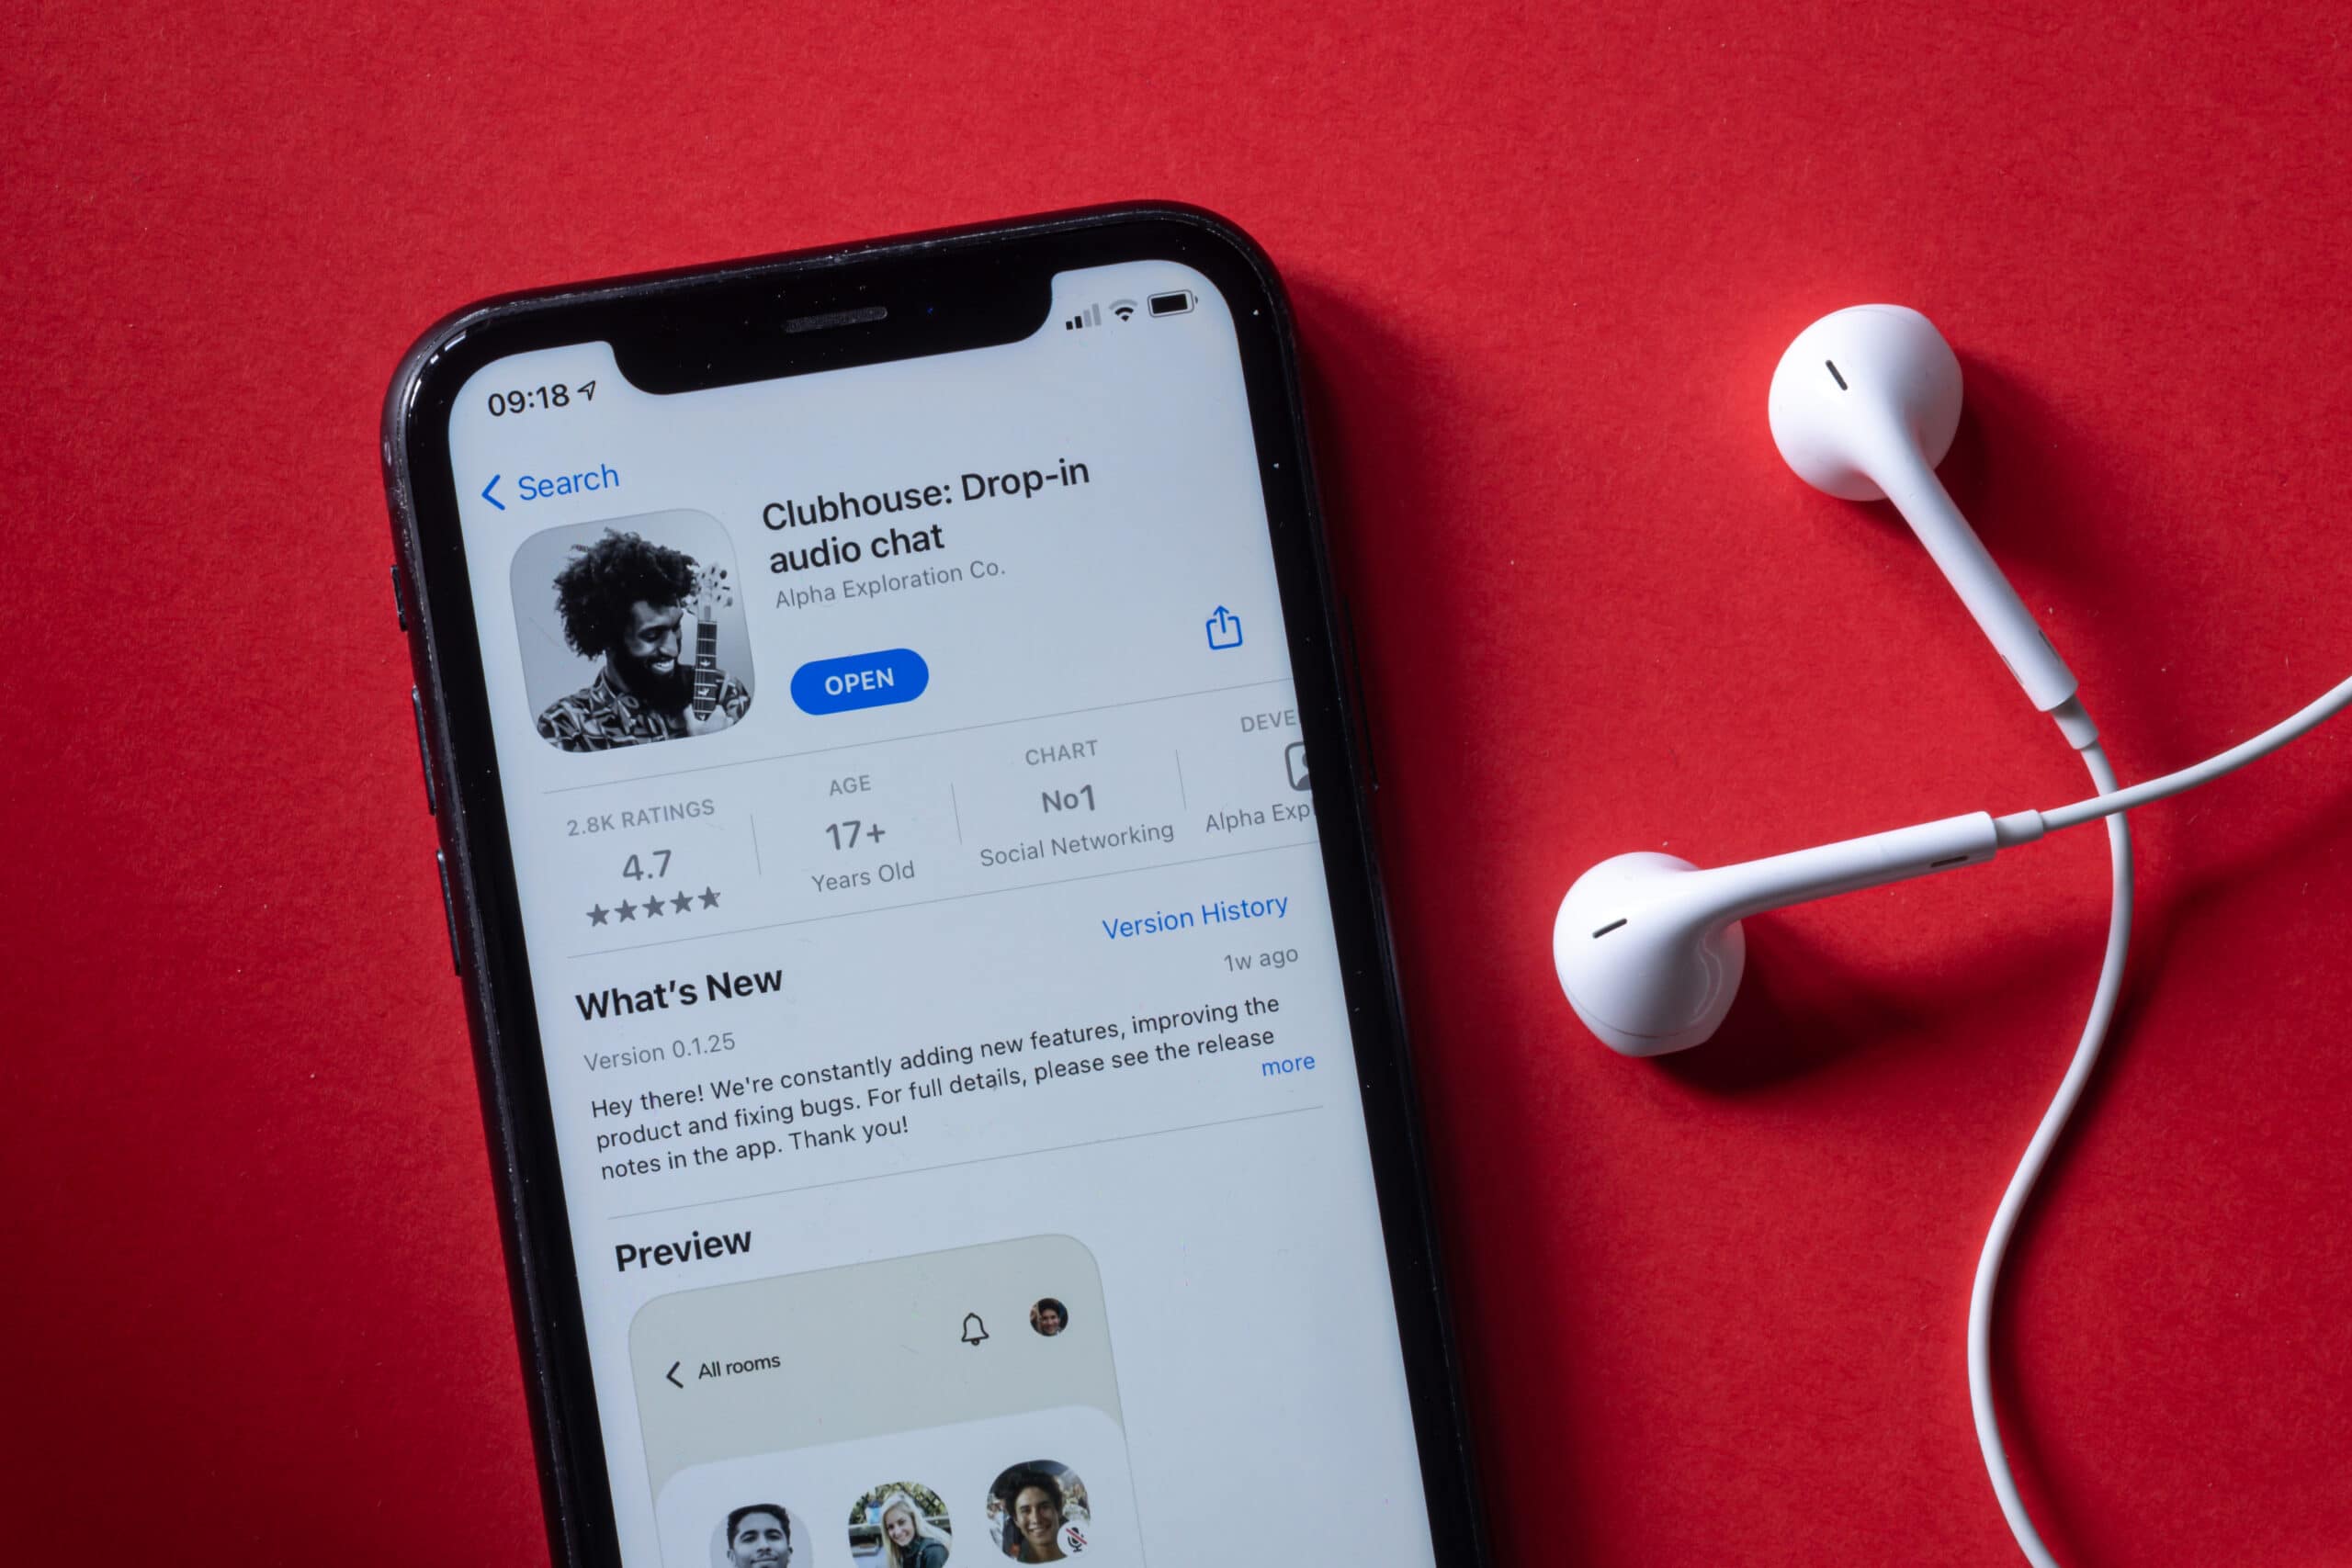 09:18
Search
Clubhouse: Drop-in
audio chat
Alpha Exploration Co.
OPEN
2.8K RATINGS
4.7
AGE
17+
Years Old
CHART
No1
Social Networking
DEVE
Alpha Exp
What's New
Version History
Version 0.1.25
1w ago
Hey there! We're constantly adding new features, improving the
product and fixing bugs. For full details, please see the release
notes in the app. Thank you!
more
Preview
All rooms